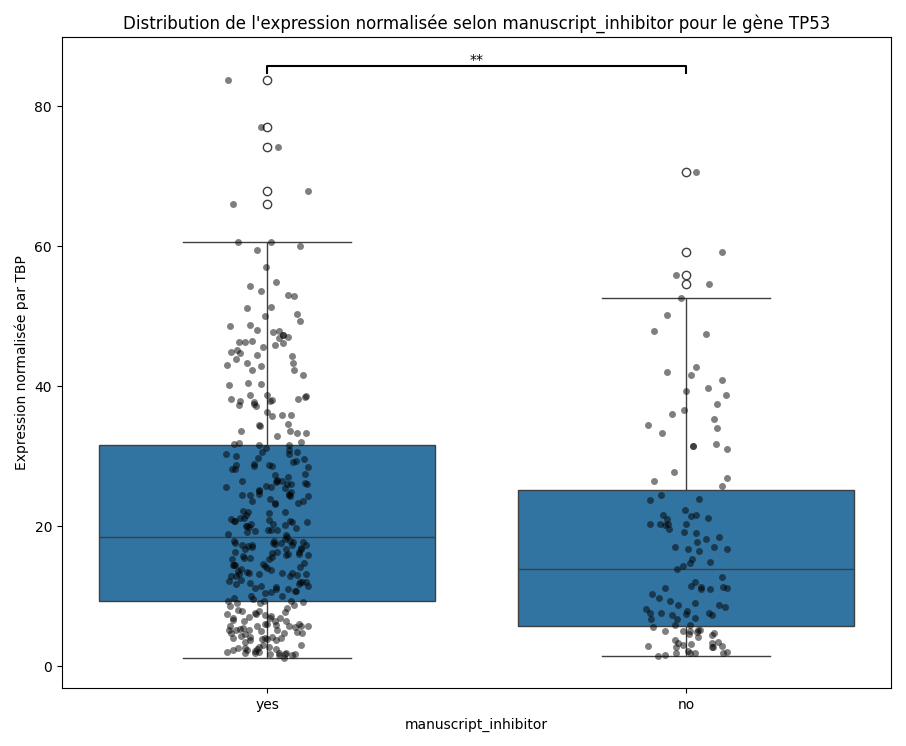 Distribution de l'expression normalisée selon manuscript_inhibitor pour le gène TP53
**
Expression normalisée par TBP
80
60
40
20
0
yes
no
manuscript_inhibitor